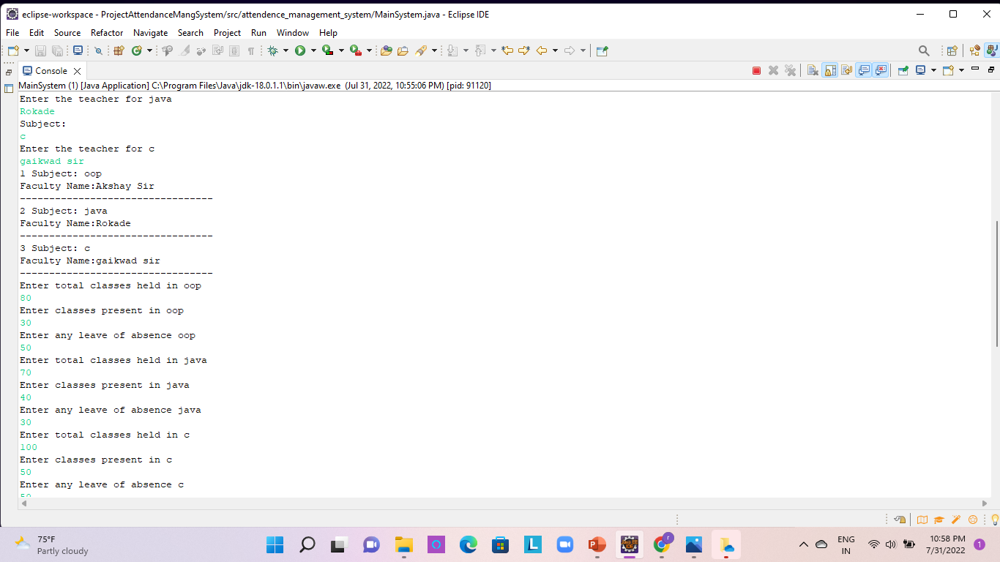 eclipse-workspace - ProjectAttendanceMangSystem/src/attendence_management_system/MainSystem.java - Eclipse IDE
File Edit Source Refactor Navigate Search Project Run Window Help
Console
MainSystem (1) [Java Application] C:\Program Files\Java\jdk-18.0.1.1\bin\javaw.exe (Jul 31, 2022, 10:55:06 PM) [pid: 91120]
Enter the teacher for java
Rokade
Subject:
c
Enter the teacher for c
gaikwad sir
1 Subject: oop
Faculty Name:Akshay Sir
---------------------------------
2 Subject: java
Faculty Name:Rokade
---------------------------------
3 Subject: c
Faculty Name:gaikwad sir
---------------------------------
Enter total classes held in oop
80
Enter classes present in oop
30
Enter any leave of absence oop
50
Enter total classes held in java
70
Enter classes present in java
40
Enter any leave of absence java
30
Enter total classes held in c
100
Enter classes present in c
50
Enter any leave of absence c
50
75°F
Partly cloudy
ENG
IN
10:58 PM
7/31/2022
1